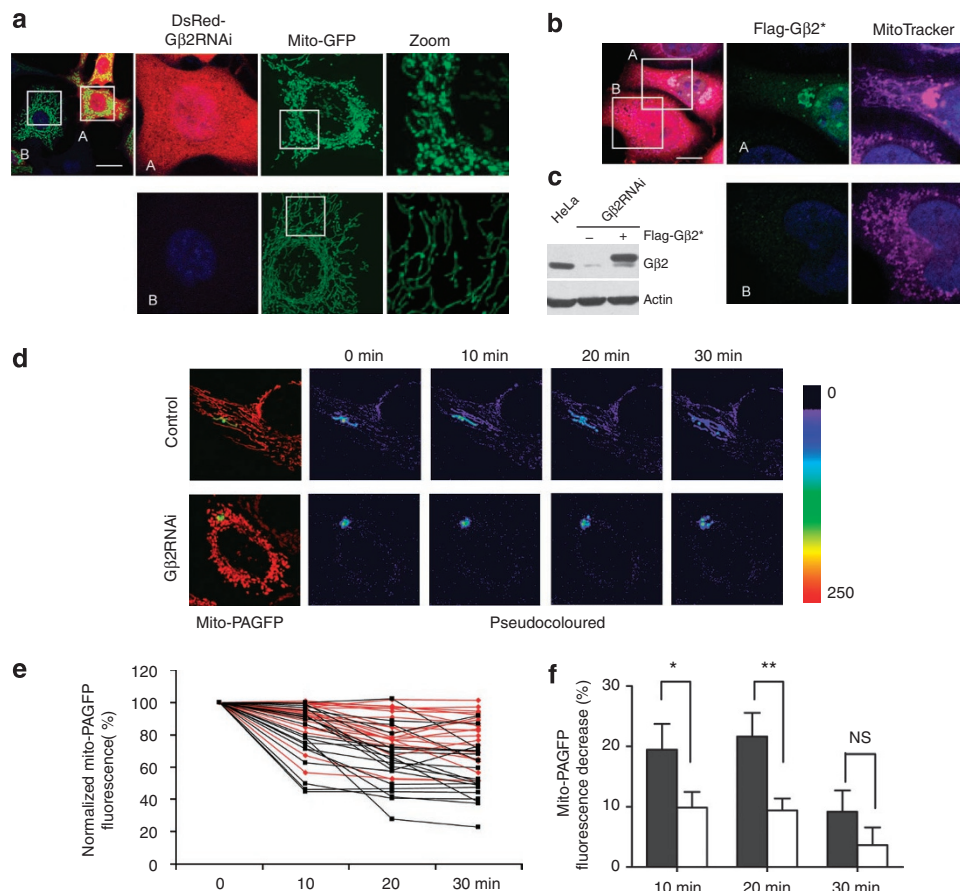 a
DsRed-
Gβ2RNAi
Mito-GFP
Zoom
B
A
A
B
b
Flag-Gβ2*
MitoTracker
A
B
A
B
c
HeLa
Gβ2RNAi
– + Flag-Gβ2*
Gβ2
Actin
d
0 min 10 min 20 min 30 min
Control
Gβ2RNAi
0
250
Mito-PAGFP
Pseudocoloured
e
Normalized mito-PAGFP
fluorescence( %)
120
100
80
60
40
20
0
0 10 20 30 min
f
Mito-PAGFP
fluorescence decrease (%)
30
20
10
0
* ** NS
10 min 20 min 30 min